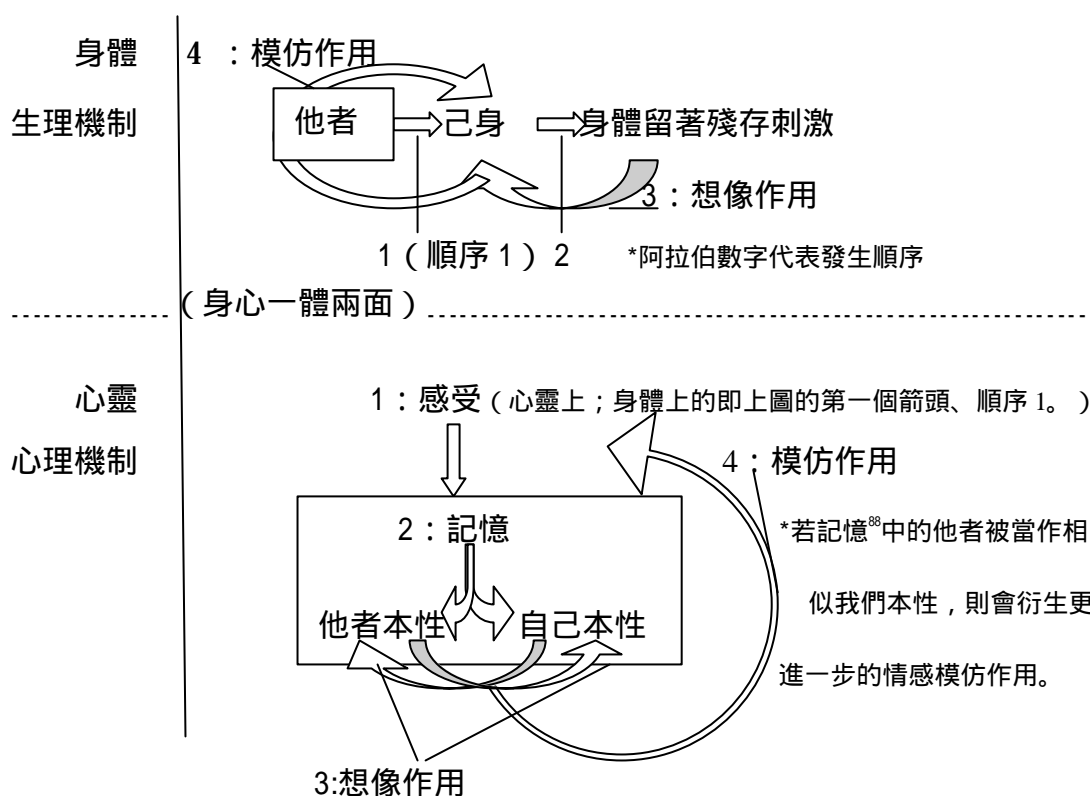 身體 4 ：模仿作用
生理機制 他者 己身 身體留著殘存刺激
3：想像作用
1（順序 1）2 *阿拉伯數字代表發生順序
（身心一體兩面）
心靈 1：感受（心靈上；身體上的即上圖的第一個箭頭、順序 1。）
心理機制 4：模仿作用
2：記憶 *若記憶88中的他者被當作相
似我們本性，則會衍生更
他者本性 自己本性
進一步的情感模仿作用。
3:想像作用